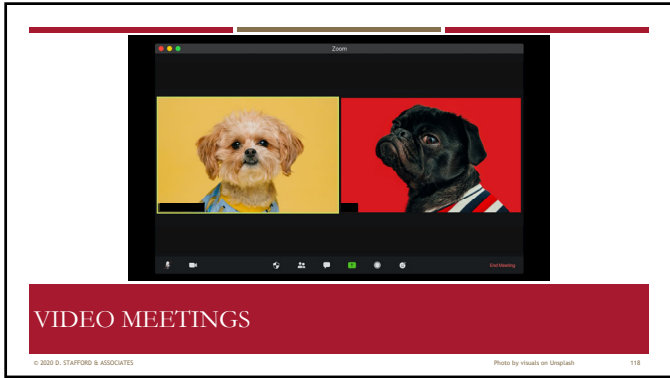 Zoom
End Meeting
VIDEO MEETINGS
© 2020 D. STAFFORD & ASSOCIATES
Photo by visuals on Unsplash
118